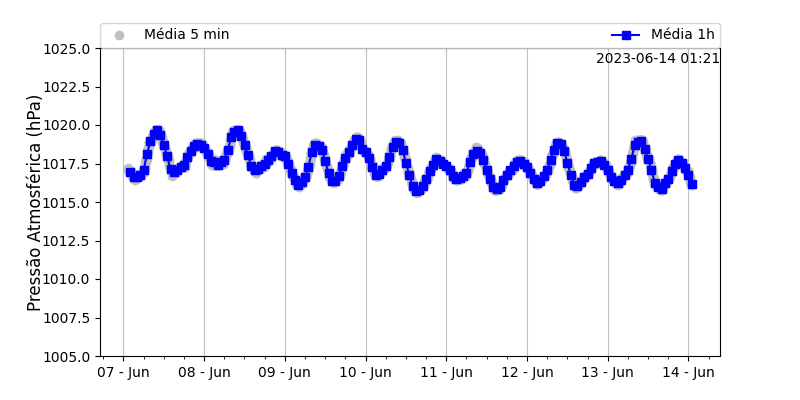 Média 5 min
Média 1h
2023-06-14 01:21
Pressão Atmosférica (hPa)
1025.0
1022.5
1020.0
1017.5
1015.0
1012.5
1010.0
1007.5
1005.0
07 - Jun
08 - Jun
09 - Jun
10 - Jun
11 - Jun
12 - Jun
13 - Jun
14 - Jun